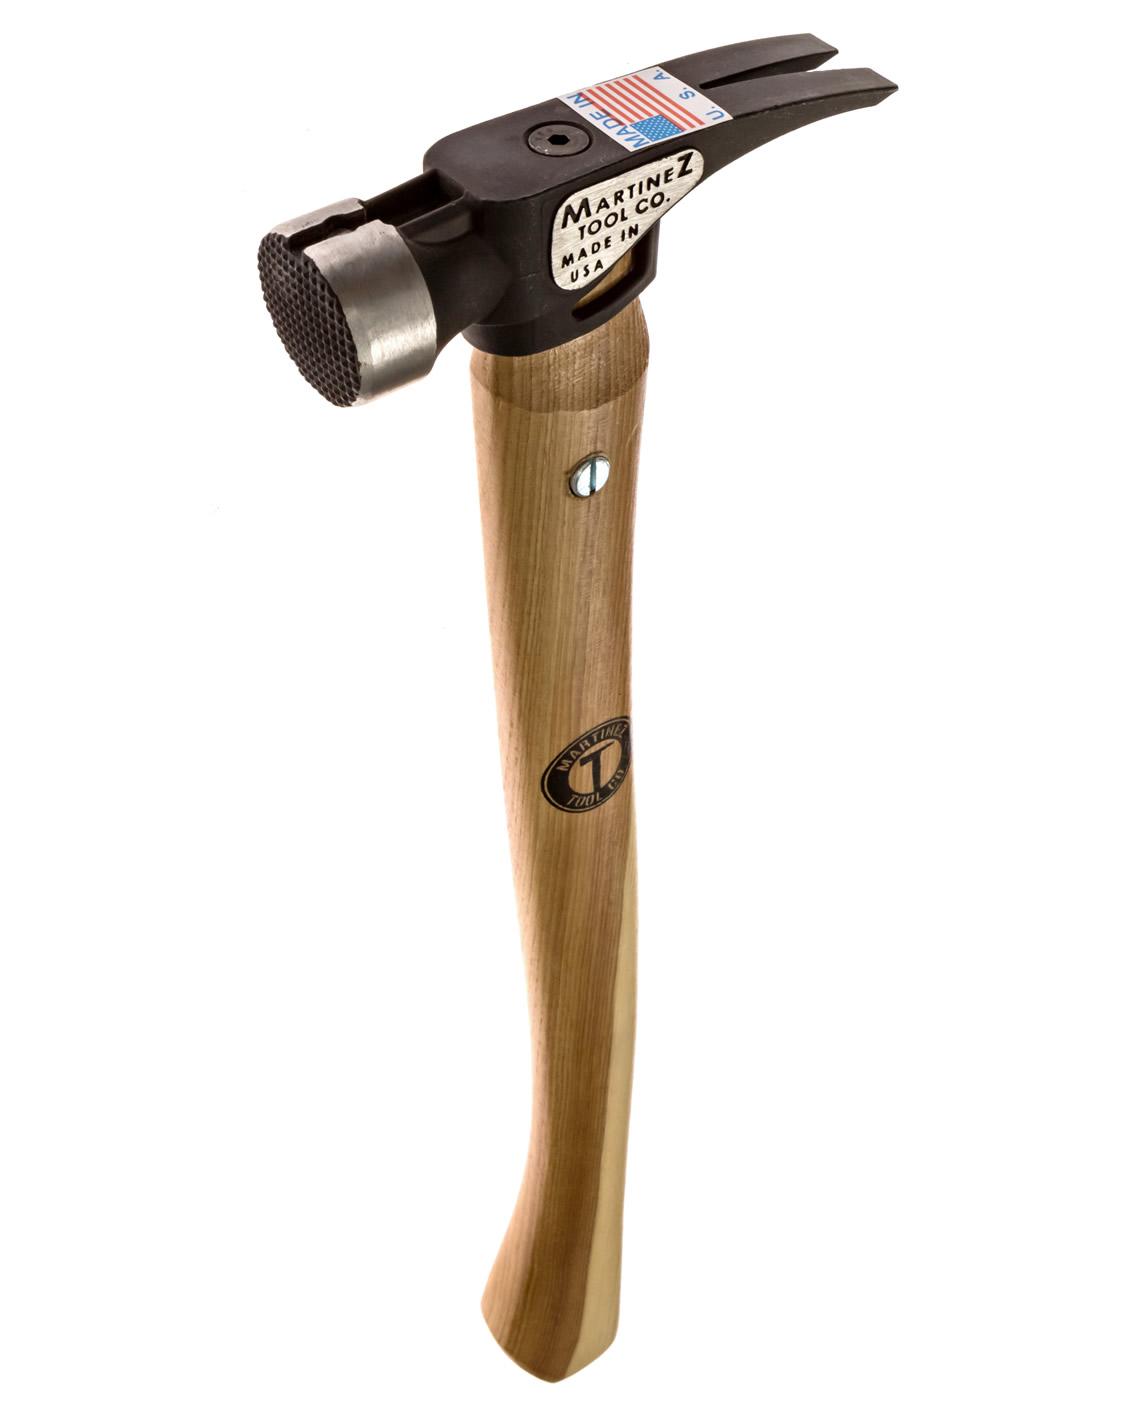 MADE IN
U. S. A.
MARTINEZ
TOOL CO.
MADE IN
USA
MARTINEZ
T
TOOL CO